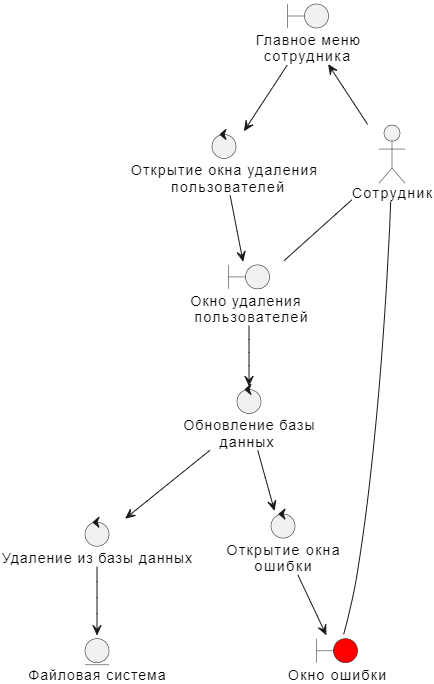 Главное меню
сотрудника
Открытие окна удаления
пользователей
Сотрудник
Окно удаления
пользователей
Обновление базы
данных
Удаление из базы данных
Открытие окна
ошибки
Файловая система
Окно ошибки